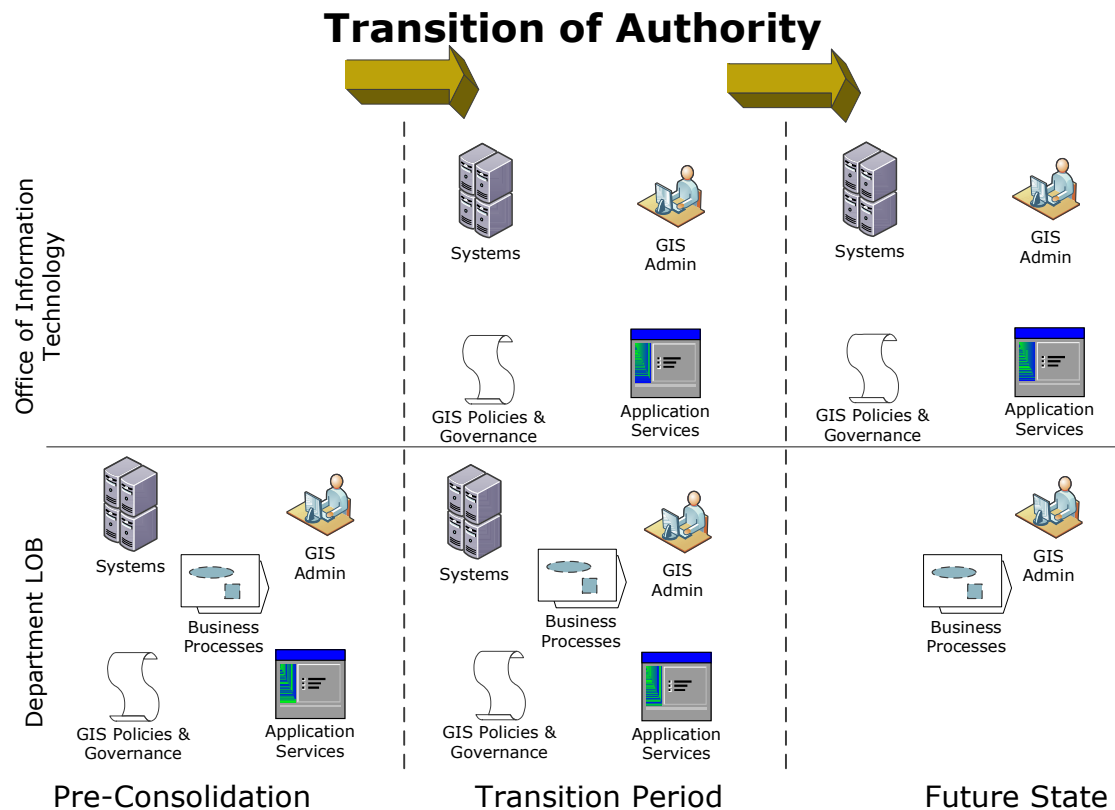 Transition of Authority
Office of Information
Technology
Systems
GIS
Admin
GIS Policies &
Governance
Application
Services
Systems
GIS
Admin
GIS Policies &
Governance
Application
Services
Department LOB
Systems
GIS
Admin
Business
Processes
GIS Policies &
Governance
Application
Services
Systems
GIS
Admin
Business
Processes
GIS Policies &
Governance
Application
Services
GIS
Admin
Business
Processes
Pre-Consolidation
Transition Period
Future State